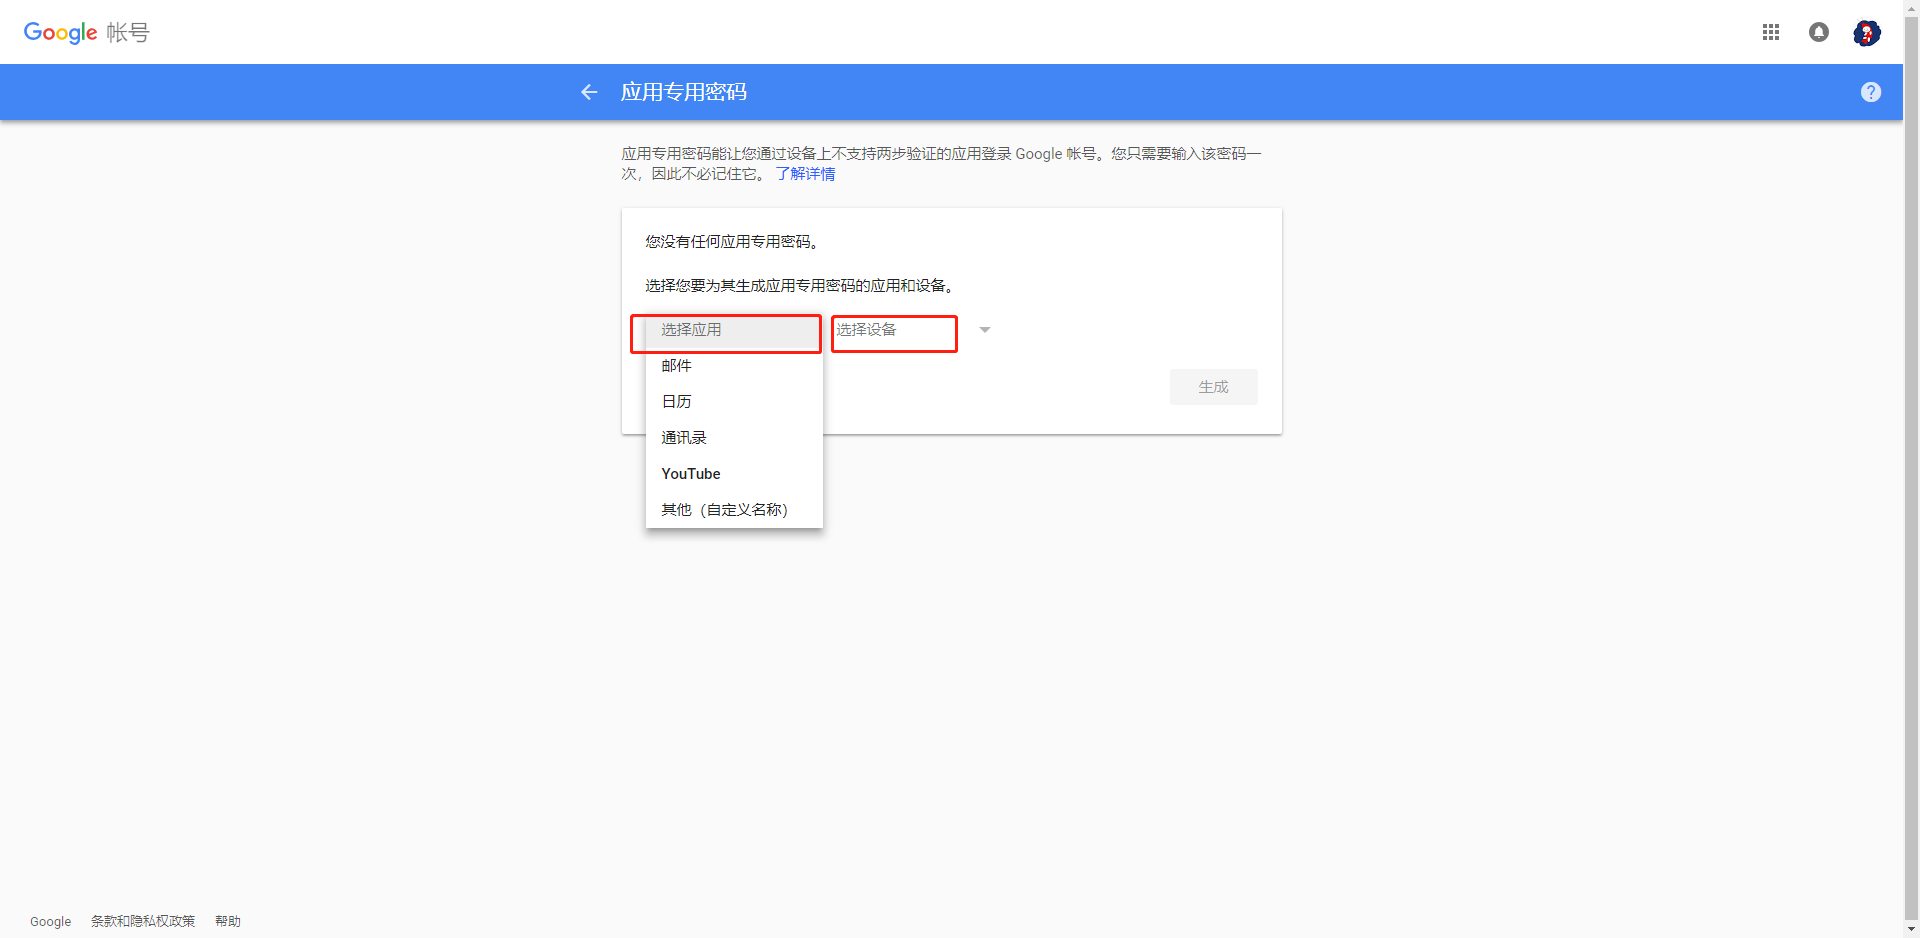 Google 帐号
应用专用密码
应用专用密码能让您通过设备上不支持两步验证的应用登录 Google 帐号。您只需要输入该密码一
次，因此不必记住它。 了解详情
您没有任何应用专用密码。
选择您要为其生成应用专用密码的应用和设备。
选择应用 选择设备
邮件
日历
通讯录
YouTube
其他（自定义名称）
生成
Google 条款和隐私权政策 帮助